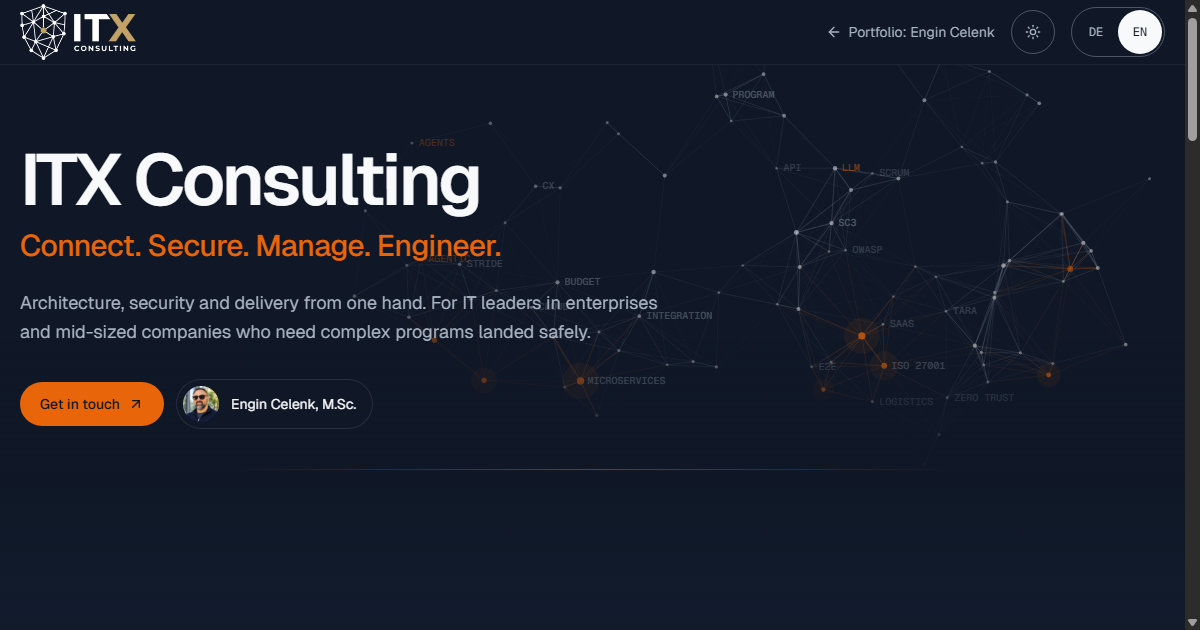 ITX
CONSULTING
Portfolio: Engin Celenk
DE
EN
PROGRAM
AGENTS
API
LLM
SCRUM
CX
ITX Consulting
SC3
Connect. Secure. Manage. Engineer.
OWASP
STRIDE
BUDGET
Architecture, security and delivery from one hand. For IT leaders in enterprises
and mid-sized companies who need complex programs landed safely.
INTEGRATION
TARA
SAAS
E2E
ISO 27001
MICROSERVICES
LOGISTICS
ZERO TRUST
Get in touch
Engin Celenk, M.Sc.